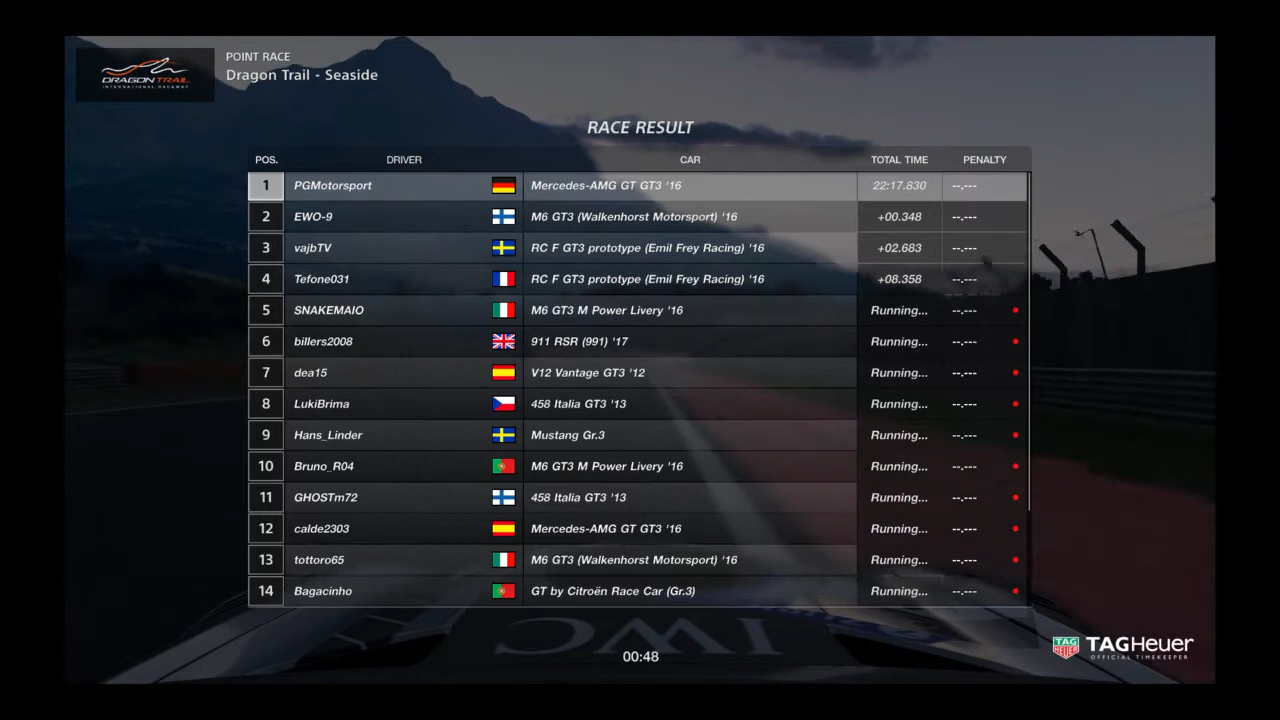 POINT RACE
Dragon Trail - Seaside
DRAGON TRAIL
INTERNATIONAL RACEWAY
RACE RESULT
POS. DRIVER CAR TOTAL TIME PENALTY
1 PGMotorsport Mercedes-AMG GT GT3 '16 22:17.830 --.---
2 EWO-9 M6 GT3 (Walkenhorst Motorsport) '16 +00.348 --.---
3 vajbTV RC F GT3 prototype (Emil Frey Racing) '16 +02.683 --.---
4 Tefone031 RC F GT3 prototype (Emil Frey Racing) '16 +08.358 --.---
5 SNAKEMAIO M6 GT3 M Power Livery '16 Running... --.---
6 billers2008 911 RSR (991) '17 Running... --.---
7 dea15 V12 Vantage GT3 '12 Running... --.---
8 LukiBrima 458 Italia GT3 '13 Running... --.---
9 Hans_Linder Mustang Gr.3 Running... --.---
10 Bruno_R04 M6 GT3 M Power Livery '16 Running... --.---
11 GHOSTm72 458 Italia GT3 '13 Running... --.---
12 calde2303 Mercedes-AMG GT GT3 '16 Running... --.---
13 tottoro65 M6 GT3 (Walkenhorst Motorsport) '16 Running... --.---
14 Bagacinho GT by Citroën Race Car (Gr.3) Running... --.---
IWC
TAG HEUER TAGHeuer
OFFICIAL TIMEKEEPER
00:48